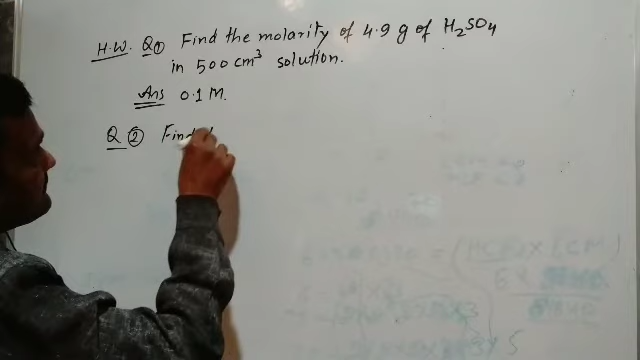 H.W. Q① Find the molarity of 4.9 g of H₂SO₄
in 500 cm³ solution.
Ans 0.1 M.
Q② Find